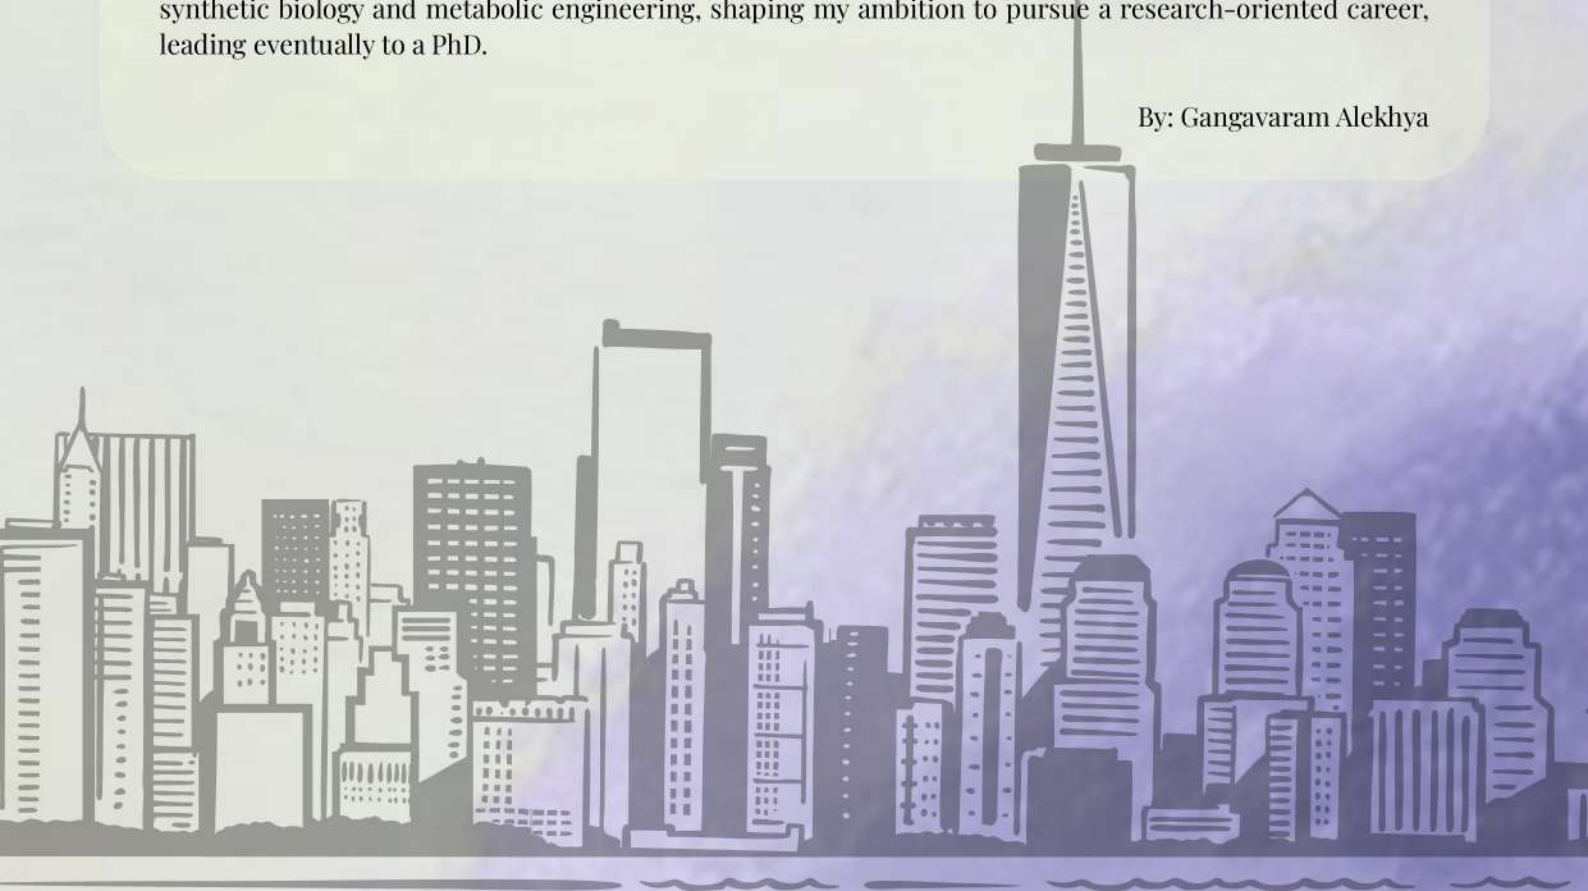 synthetic biology and metabolic engineering, shaping my ambition to pursue a research-oriented career,
leading eventually to a PhD.
By: Gangavaram Alekhya